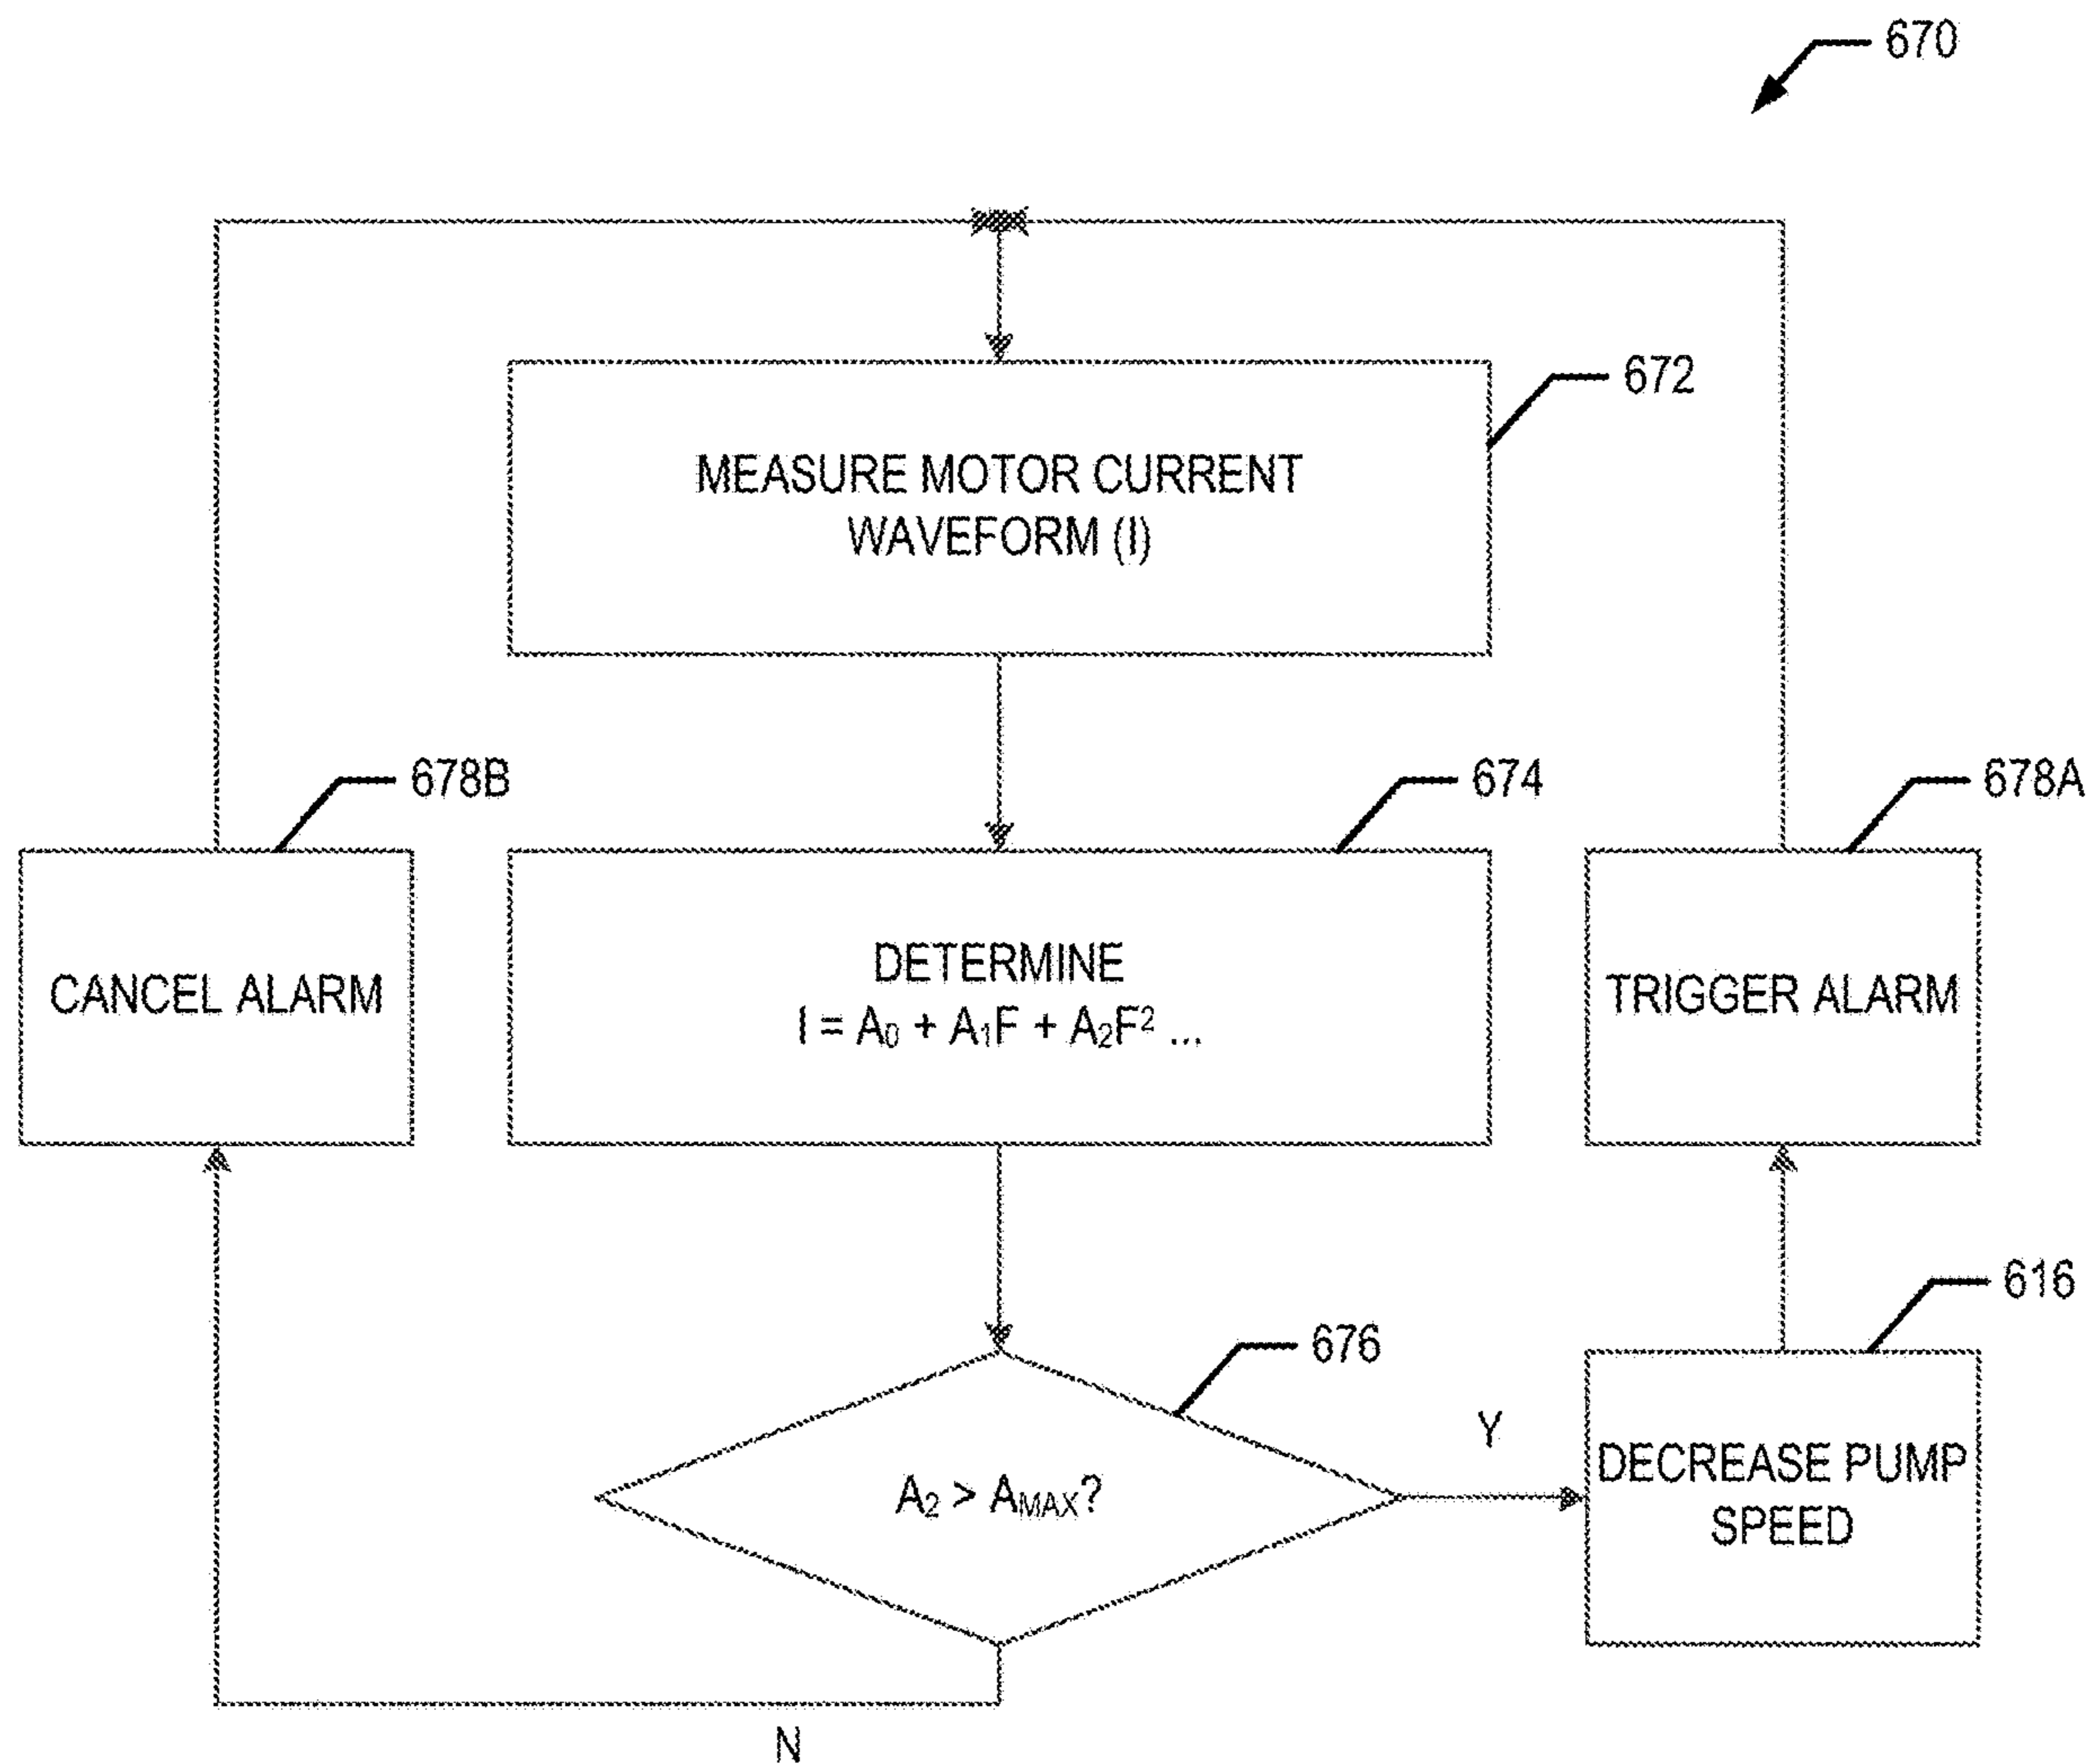 670
672
MEASURE MOTOR CURRENT
WAVEFORM (I)
678B
674
678A
CANCEL ALARM
DETERMINE
I = A₀ + A₁F + A₂F² ...
TRIGGER ALARM
616
676
Y
A₂ > A_MAX?
DECREASE PUMP
SPEED
N